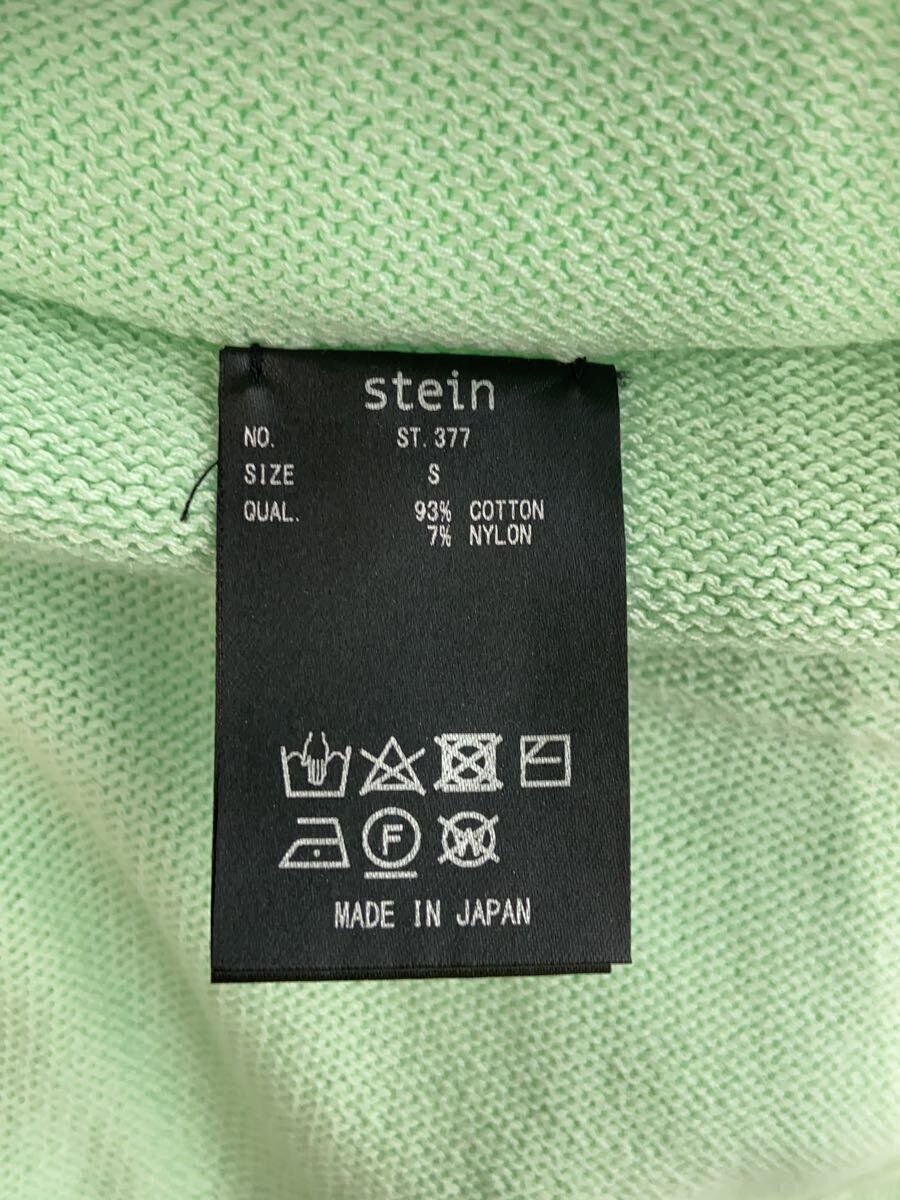 stein
NO. ST. 377
SIZE S
QUAL. 93% COTTON
7% NYLON
F W
MADE IN JAPAN